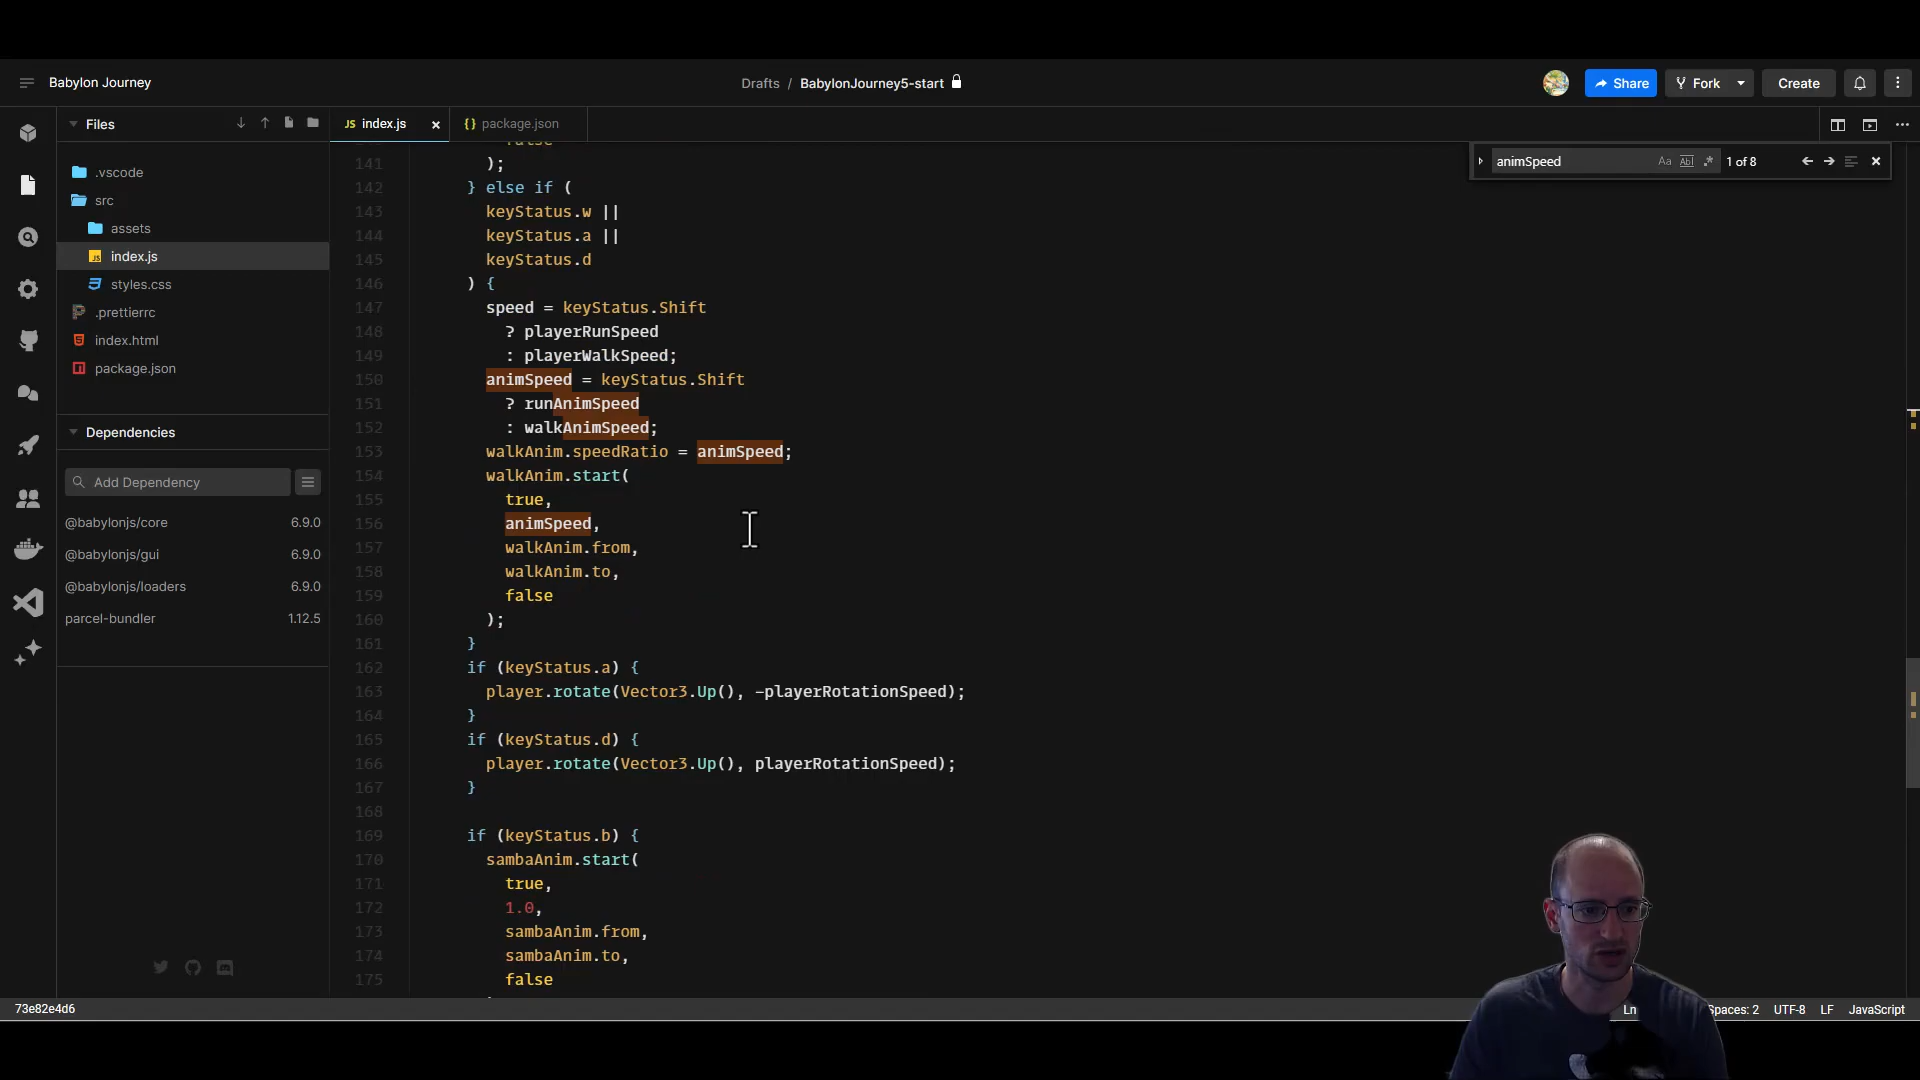 Babylon Journey
Drafts / BabylonJourney5-start
Share
Fork
Create
Files
JS index.js
{} package.json
.vscode
src
assets
index.js
styles.css
.prettierrc
index.html
package.json
Dependencies
Add Dependency
@babylonjs/core 6.9.0
@babylonjs/gui 6.9.0
@babylonjs/loaders 6.9.0
parcel-bundler 1.12.5
animSpeed
Aa
Abl
.*
1 of 8
false
141 );
142 } else if (
143 keyStatus.w ||
144 keyStatus.a ||
145 keyStatus.d
146 ) {
147 speed = keyStatus.Shift
148 ? playerRunSpeed
149 : playerWalkSpeed;
150 animSpeed = keyStatus.Shift
151 ? runAnimSpeed
152 : walkAnimSpeed;
153 walkAnim.speedRatio = animSpeed;
154 walkAnim.start(
155 true,
156 animSpeed,
157 walkAnim.from,
158 walkAnim.to,
159 false
160 );
161 }
162 if (keyStatus.a) {
163 player.rotate(Vector3.Up(), -playerRotationSpeed);
164 }
165 if (keyStatus.d) {
166 player.rotate(Vector3.Up(), playerRotationSpeed);
167 }
168
169 if (keyStatus.b) {
170 sambaAnim.start(
171 true,
172 1.0,
173 sambaAnim.from,
174 sambaAnim.to,
175 false
73e82e4d6
Ln
Spaces: 2
UTF-8
LF
JavaScript